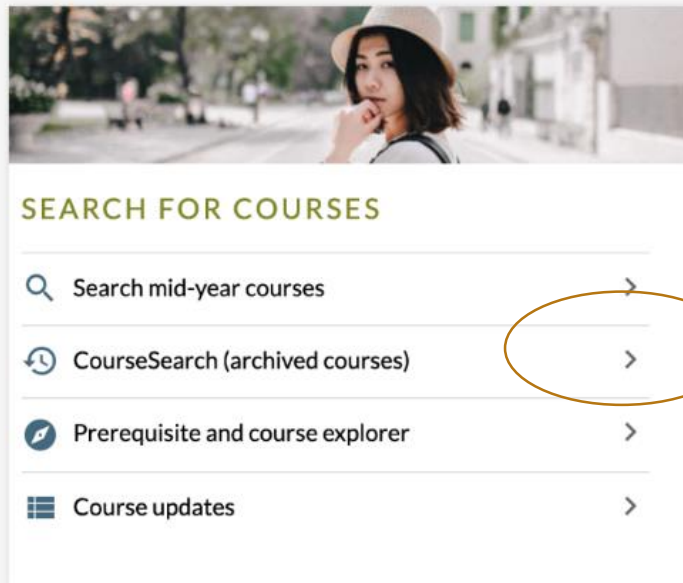 SEARCH FOR COURSES
Search mid-year courses
CourseSearch (archived courses)
Prerequisite and course explorer
Course updates